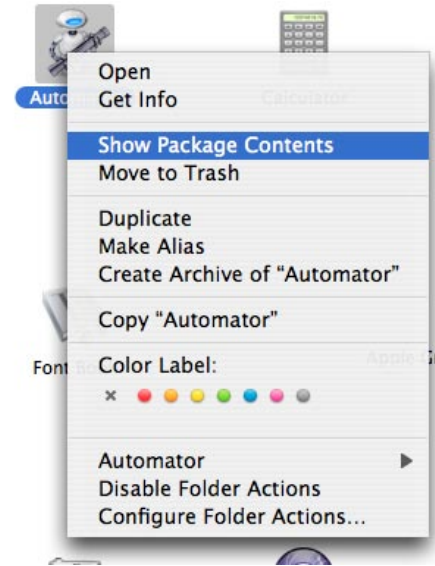 Open
Get Info
Calculator
Show Package Contents
Move to Trash
Duplicate
Make Alias
Create Archive of “Automator”
Copy “Automator”
Font
Color Label:
Automator
Disable Folder Actions
Configure Folder Actions...